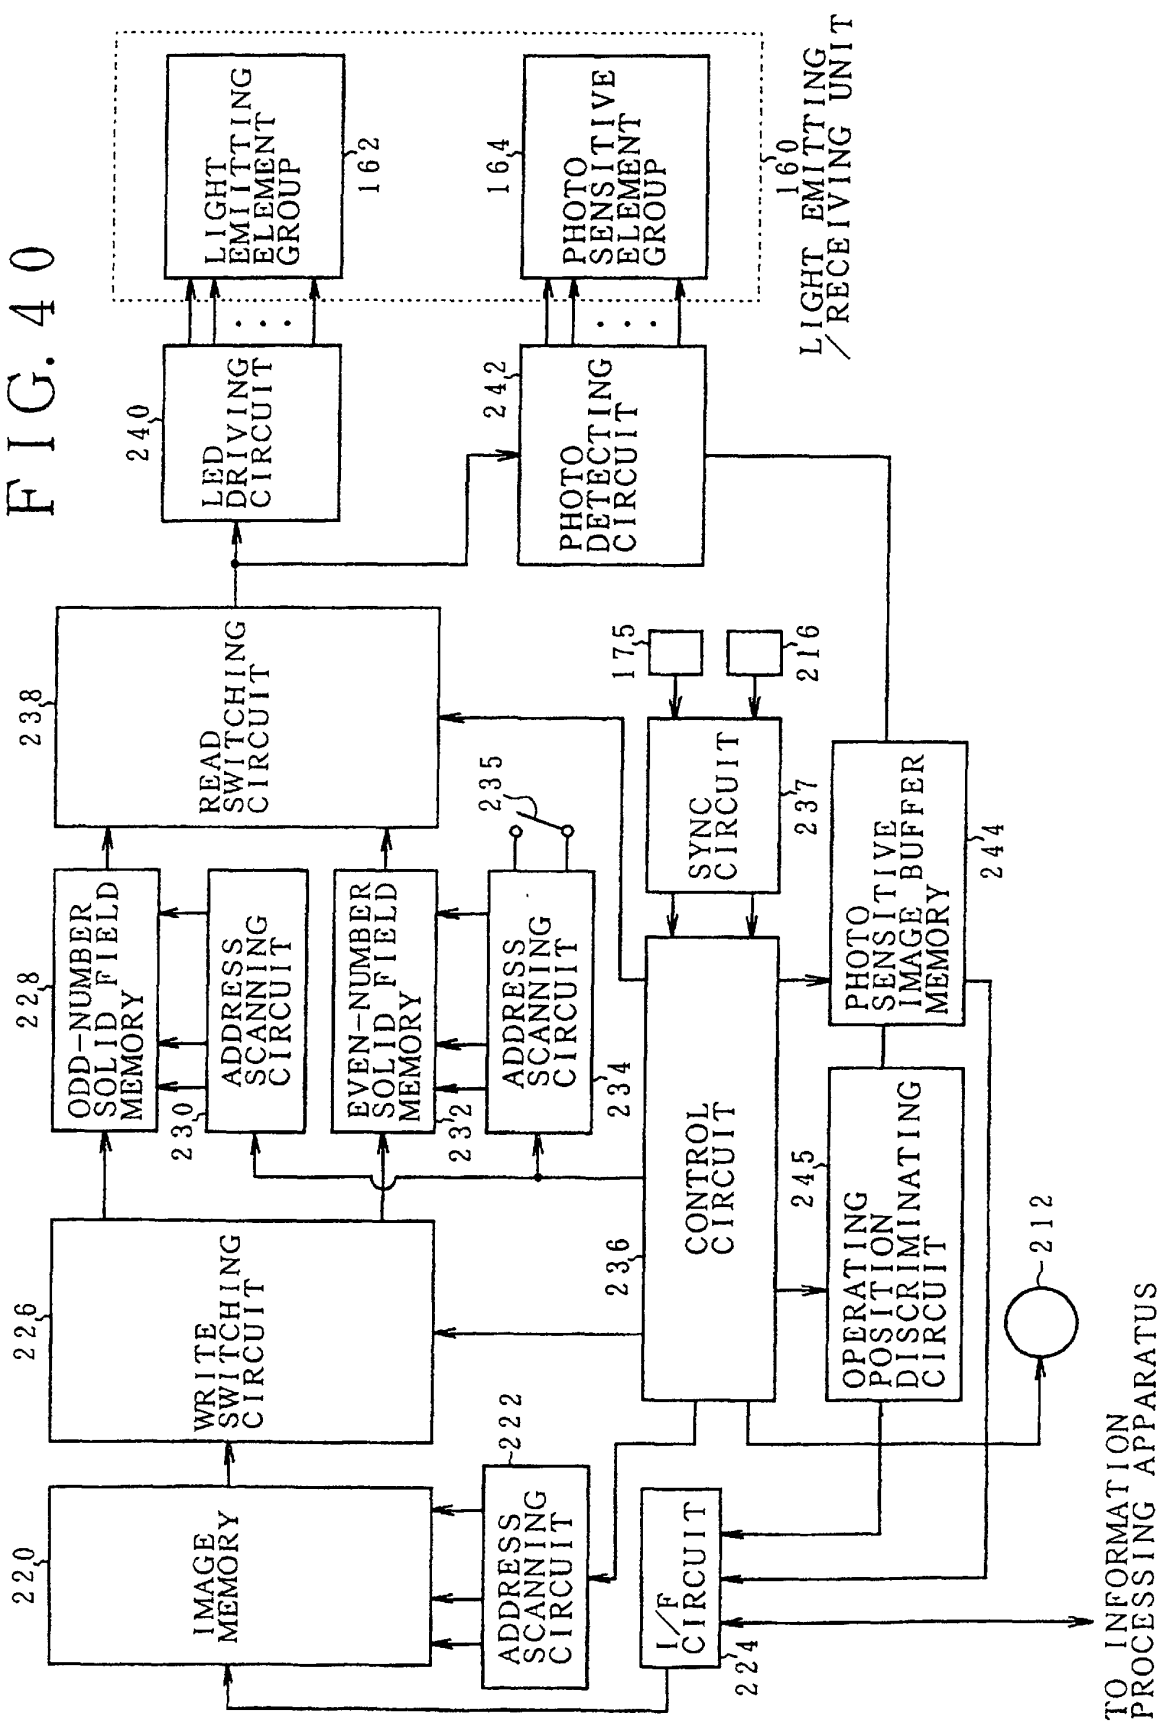 FIG. 40
220
IMAGE
MEMORY
226
WRITE
SWITCHING
CIRCUIT
228
ODD-NUMBER
SOLID FIELD
MEMORY
230
ADDRESS
SCANNING
CIRCUIT
EVEN-NUMBER
SOLID FIELD
MEMORY
232
ADDRESS
SCANNING
CIRCUIT
234
235
238
READ
SWITCHING
CIRCUIT
240
LED
DRIVING
CIRCUIT
LIGHT
EMITTING
ELEMENT
GROUP
162
242
PHOTO
DETECTING
CIRCUIT
164
PHOTO
SENSITIVE
ELEMENT
GROUP
160
LIGHT EMITTING
/RECEIVING UNIT
222
ADDRESS
SCANNING
CIRCUIT
I/F
CIRCUIT
224
236
CONTROL
CIRCUIT
SYNC
CIRCUIT
237
175
216
245
OPERATING
POSITION
DISCRIMINATING
CIRCUIT
PHOTO
SENSITIVE
IMAGE BUFFER
MEMORY
244
212
TO INFORMATION
PROCESSING APPARATUS